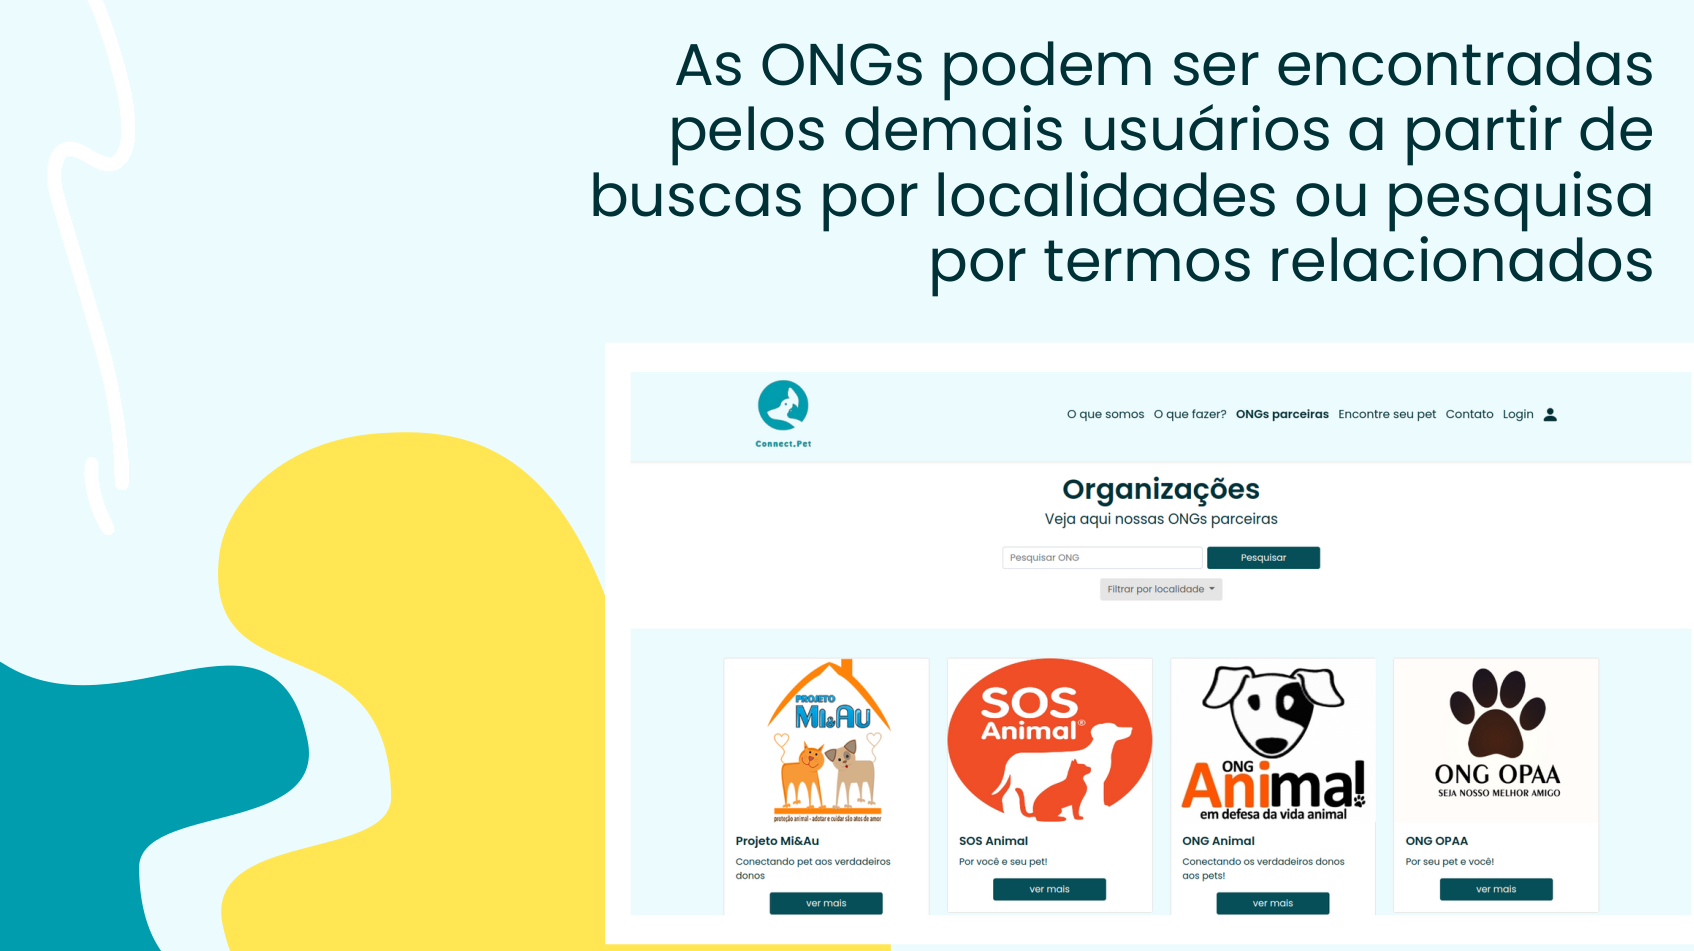 As ONGs podem ser encontradas
pelos demais usuários a partir de
buscas por localidades ou pesquisa
por termos relacionados
Connect.Pet
O que somos O que fazer? ONGs parceiras Encontre seu pet Contato Login
Organizações
Veja aqui nossas ONGs parceiras
Pesquisar ONG Pesquisar
Filtrar por localidade
PROJETO
Mi&Au
proteção animal - adotar e cuidar são atos de amor
Projeto Mi&Au
Conectando pet aos verdadeiros
donos
ver mais
SOS
Animal®
SOS Animal
Por você e seu pet!
ver mais
ONG
Animal
em defesa da vida animal
ONG Animal
Conectando os verdadeiros donos
aos pets!
ver mais
ONG OPAA
SEJA NOSSO MELHOR AMIGO
ONG OPAA
Por seu pet e você!
ver mais